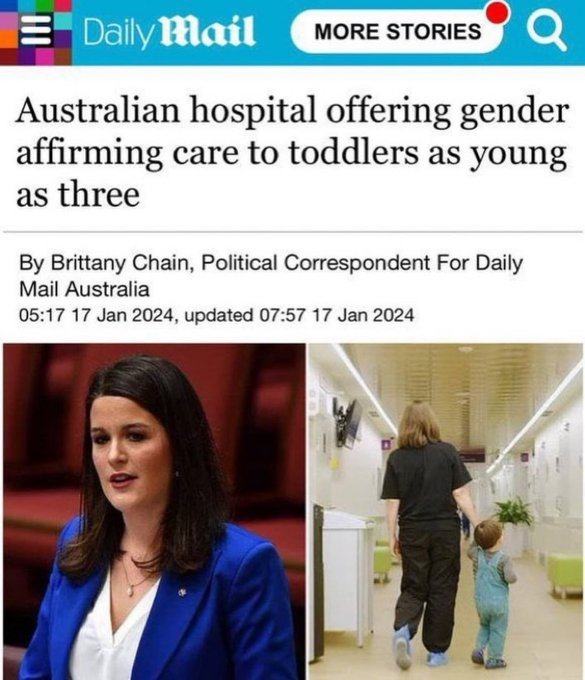 Daily Mail
MORE STORIES
Australian hospital offering gender
affirming care to toddlers as young
as three
By Brittany Chain, Political Correspondent For Daily
Mail Australia
05:17 17 Jan 2024, updated 07:57 17 Jan 2024